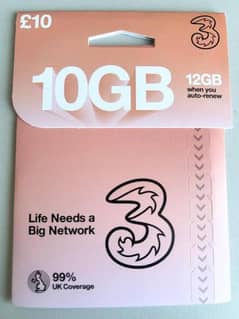 £10
3
10GB
12GB
when you
auto-renew
Life Needs a
Big Network
3
99%
UK Coverage